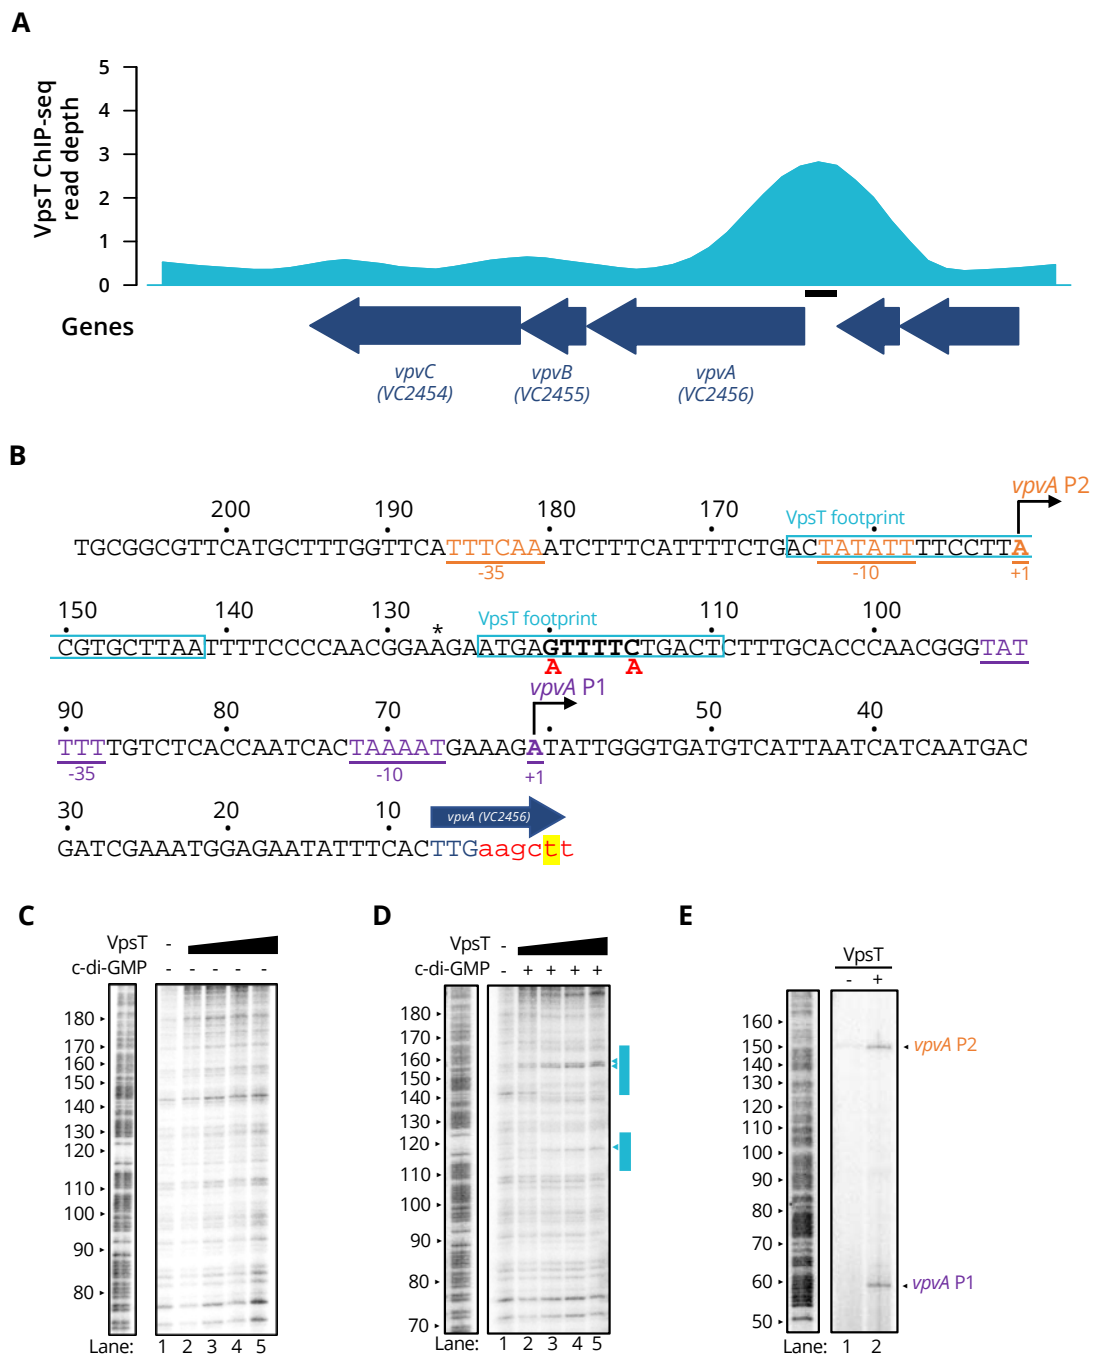 A
VpsT ChIP-seq
read depth
5
4
3
2
1
0
Genes
vpvC
(VC2454)
vpvB
(VC2455)
vpvA
(VC2456)
B
vpvA P2
200 190 180 170
VpsT footprint
TGCGGCGTTCATGCTTTGGTTCATTTCAAATCTTTCATTTTCTGACTATATTTTCCTTA
-35 -10 +1
150 140 130 110 100
VpsT footprint
*
CGTGCTTAATTTTCCCCAACGGAAGAATGAGTTTTCTGACTCTTTGCACCCAACGGGTAT
A A
vpvA P1
90 80 70 50 40
TTTTGTCTCACCAATCACTAAAATGAAAGATATTGGGTGATGTCATTAATCATCAATGAC
-35 -10 +1
30 20 10
vpvA (VC2456)
GATCGAAATGGAGAATATTTCACTTGaagctt
C
VpsT -
c-di-GMP - - - - -
180
170
160
150
140
130
120
110
100
90
80
Lane: 1 2 3 4 5
D
VpsT -
c-di-GMP - + + + +
180
170
160
150
140
130
120
110
100
90
80
70
Lane: 1 2 3 4 5
E
VpsT
- +
160
150
140
130
120
110
100
90
80
70
60
50
vpvA P2
vpvA P1
Lane: 1 2